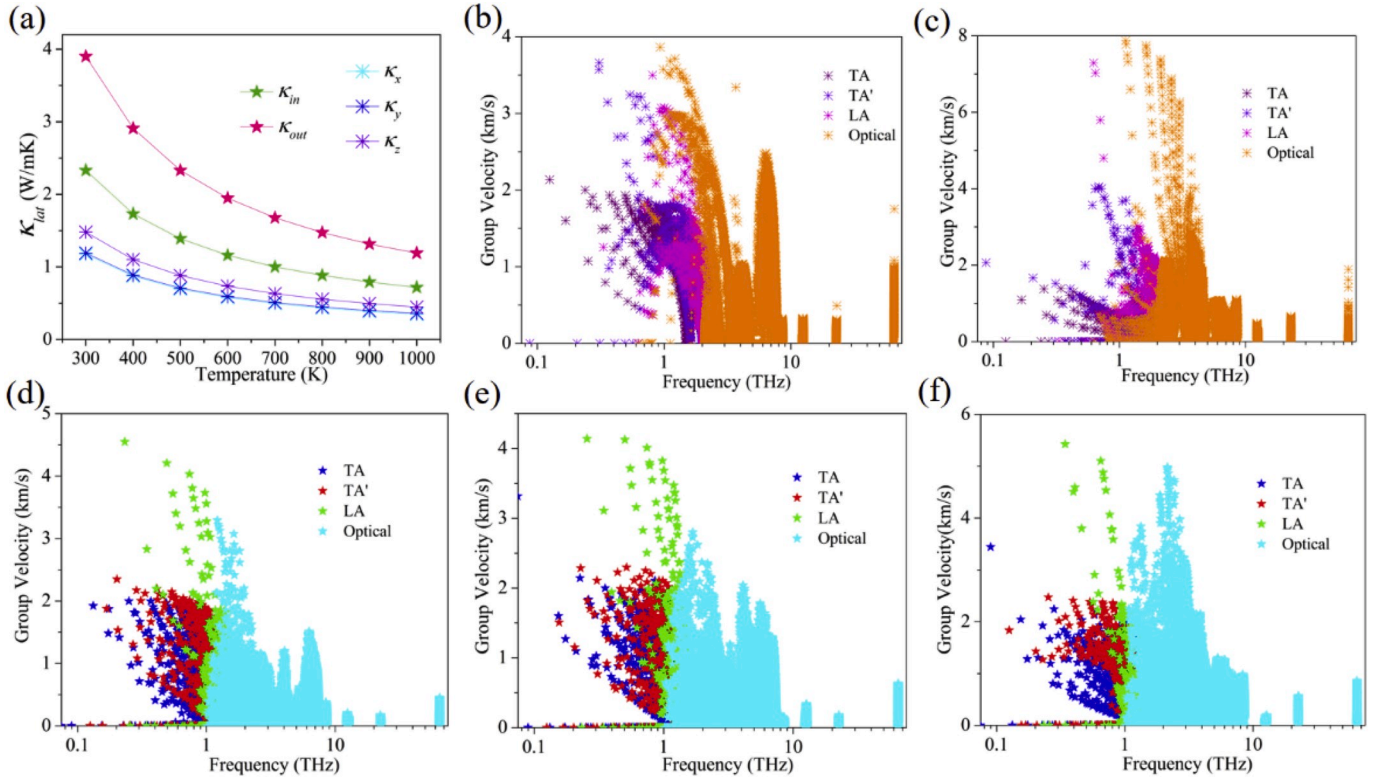 (a)
4
3
2
1
0
κlat (W/mK)
κin
κout
κx
κy
κz
300 400 500 600 700 800 900 1000
Temperature (K)
(b)
4
3
2
1
0
Group Velocity (km/s)
TA
TA'
LA
Optical
0.1 1 10
Frequency (THz)
(c)
8
6
4
2
0
Group Velocity (km/s)
TA
TA'
LA
Optical
0.1 1 10
Frequency (THz)
(d)
5
4
3
2
1
0
Group Velocity (km/s)
TA
TA'
LA
Optical
0.1 1 10
Frequency (THz)
(e)
4
3
2
1
0
Group Velocity (km/s)
TA
TA'
LA
Optical
0.1 1 10
Frequency (THz)
(f)
6
4
2
0
Group Velocity(km/s)
TA
TA'
LA
Optical
0.1 1 10
Frequency (THz)